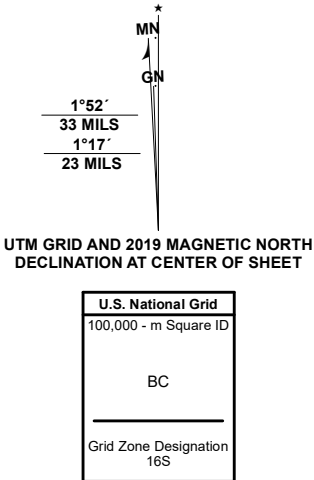 ★
MN
GN
1°52´
33 MILS
1°17´
23 MILS
UTM GRID AND 2019 MAGNETIC NORTH
DECLINATION AT CENTER OF SHEET
U.S. National Grid
100,000 - m Square ID
BC
Grid Zone Designation
16S